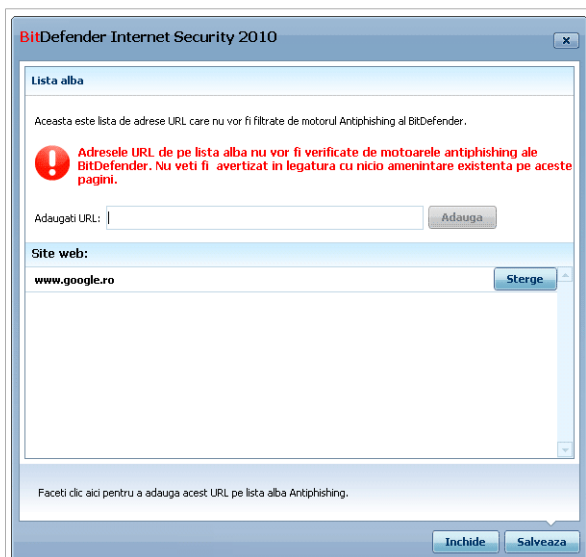 BitDefender Internet Security 2010
x
Lista alba
Aceasta este lista de adrese URL care nu vor fi filtrate de motorul Antiphishing al BitDefender.
Adresele URL de pe lista alba nu vor fi verificate de motoarele antiphishing ale
BitDefender. Nu veti fi avertizat in legatura cu nicio amenintare existenta pe aceste
pagini.
Adaugati URL:
Adauga
Site web:
www.google.ro
Sterge
Faceti clic aici pentru a adauga acest URL pe lista alba Antiphishing.
Inchide
Salveaza